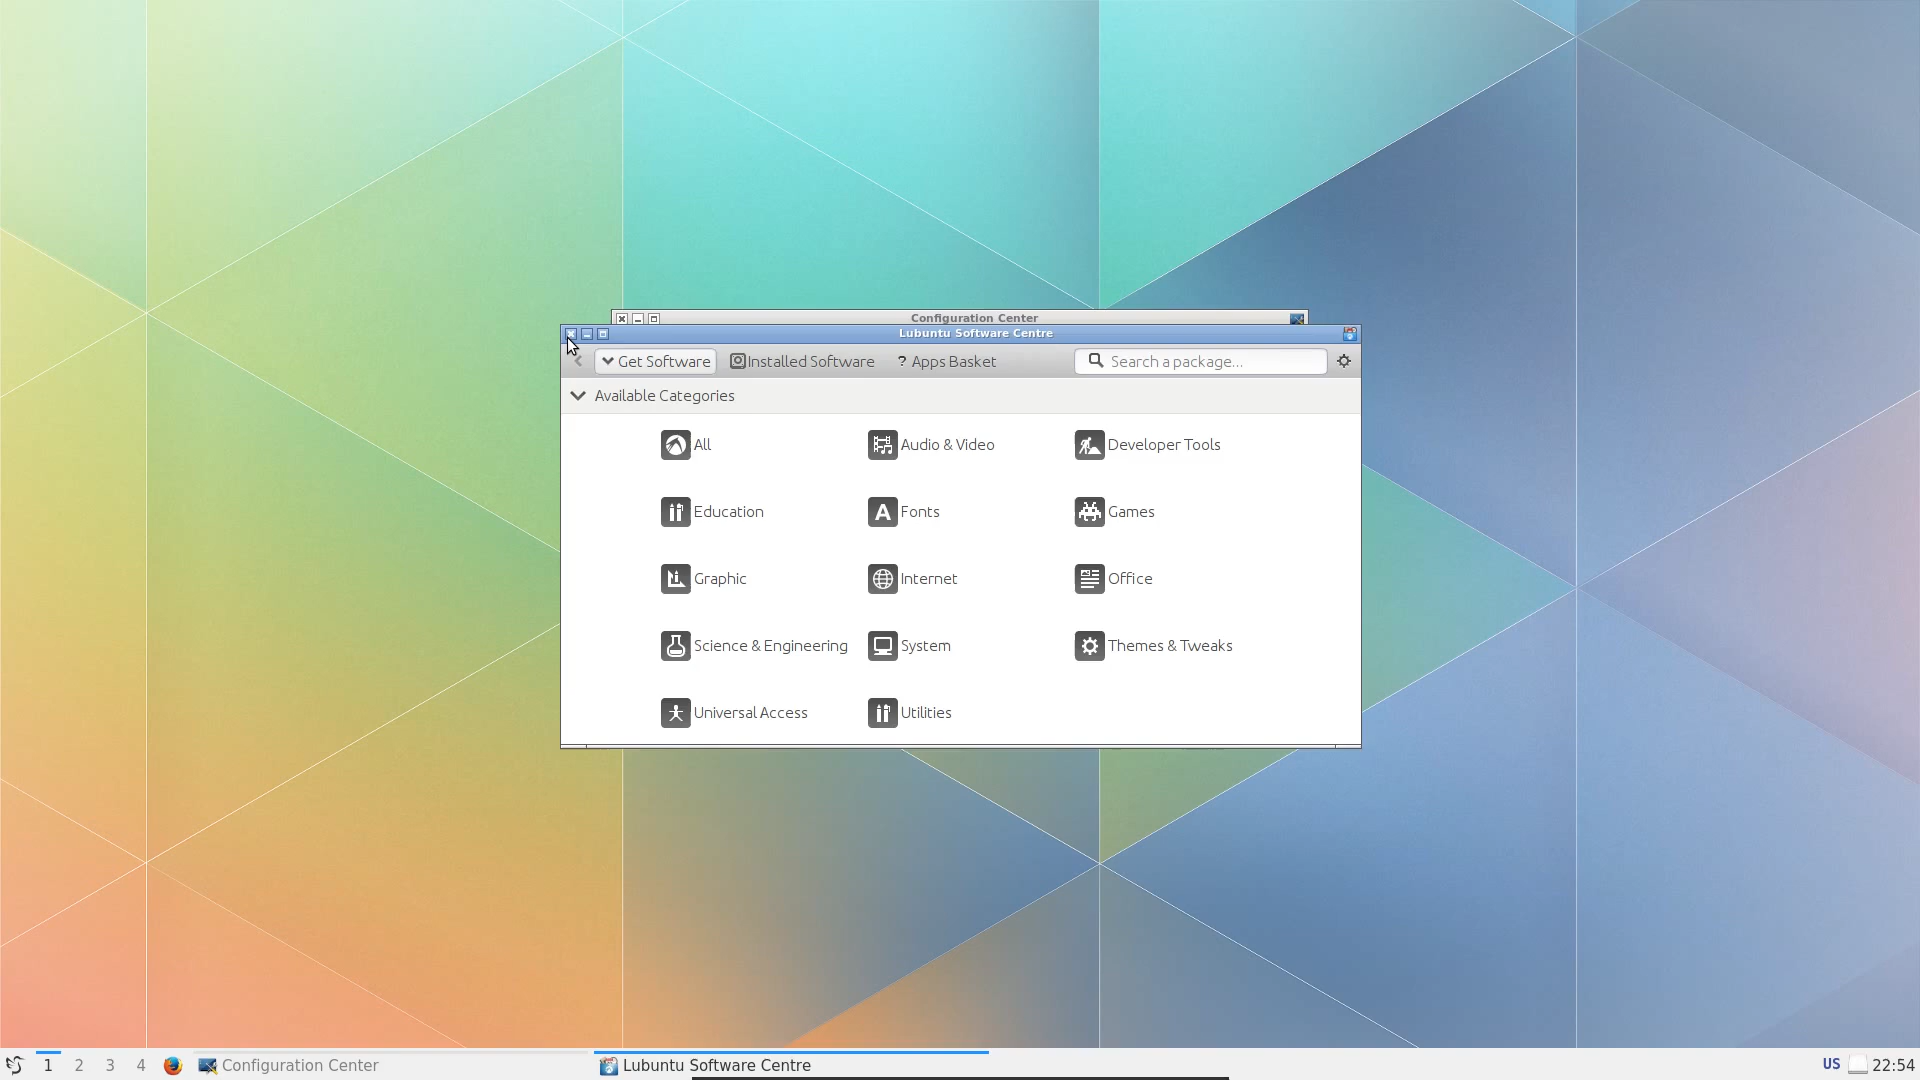 Configuration Center
Lubuntu Software Centre
Get Software Installed Software ? Apps Basket Search a package...
Available Categories
All Audio & Video Developer Tools
Education Fonts Games
Graphic Internet Office
Science & Engineering System Themes & Tweaks
Universal Access Utilities
1 2 3 4 Configuration Center Lubuntu Software Centre US 22:54